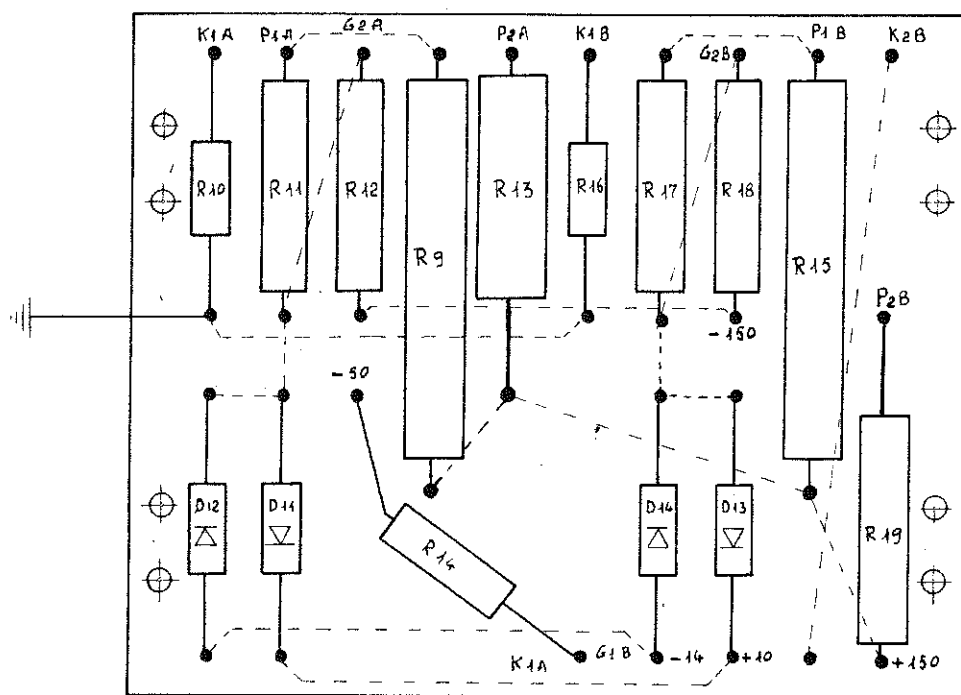 K1A P1A G2A P2A K1B G2B P1B K2B
R10 R11 R12 R9 R13 R16 R17 R18 R15
P2B
-150
-50
D12 D11 R14 D14 D13 R19
K1A G1B -14 +10 +150